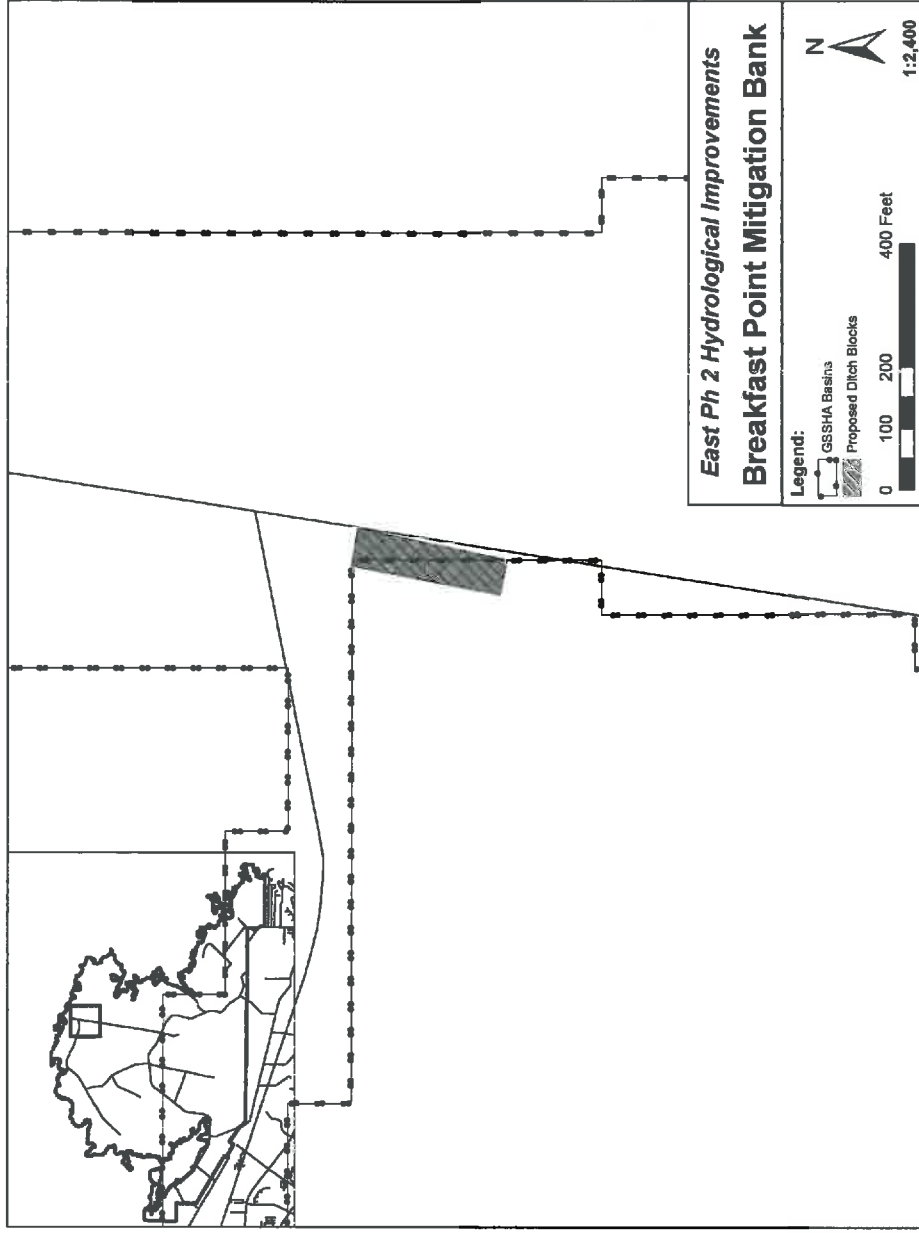 East Ph 2 Hydrological Improvements
Breakfast Point Mitigation Bank
Legend:
GSSHA Basins
Proposed Ditch Blocks
N
0 100 200 400 Feet
1:2,400